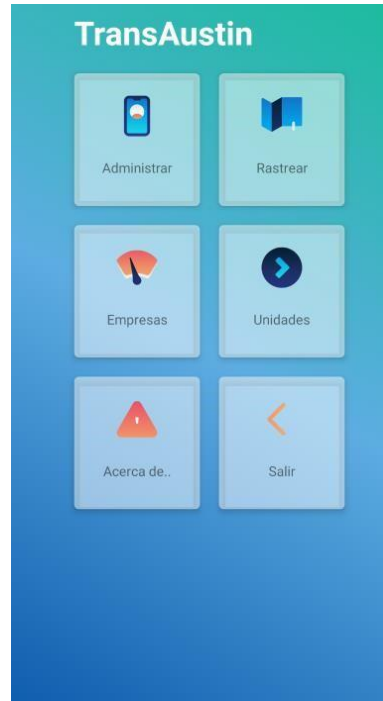 TransAustin
Administrar
Rastrear
Empresas
Unidades
Acerca de..
Salir